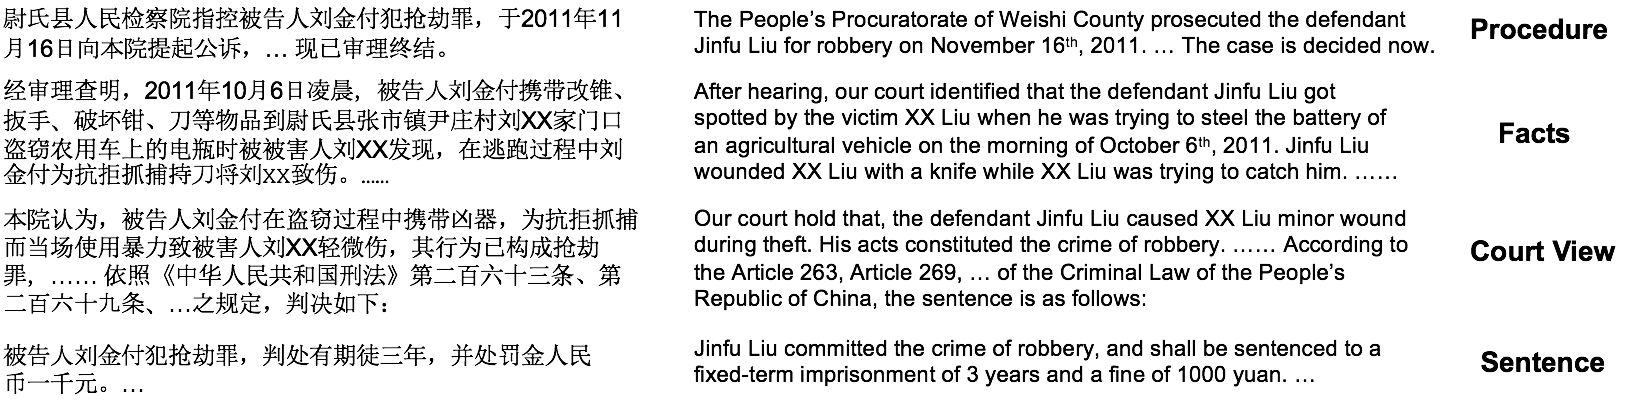 尉氏县人民检察院指控被告人刘金付犯抢劫罪，于2011年11
月16日向本院提起公诉，… 现已审理终结。
The People's Procuratorate of Weishi County prosecuted the defendant
Jinfu Liu for robbery on November 16th, 2011. … The case is decided now.
Procedure
经审理查明，2011年10月6日凌晨，被告人刘金付携带改锥、
扳手、破坏钳、刀等物品到尉氏县张市镇尹庄村刘XX家门口
盗窃农用车上的电瓶时被被害人刘XX发现，在逃跑过程中刘
金付为抗拒抓捕持刀将刘xx致伤。……
After hearing, our court identified that the defendant Jinfu Liu got
spotted by the victim XX Liu when he was trying to steel the battery of
an agricultural vehicle on the morning of October 6th, 2011. Jinfu Liu
wounded XX Liu with a knife while XX Liu was trying to catch him. ……
Facts
本院认为，被告人刘金付在盗窃过程中携带凶器，为抗拒抓捕
而当场使用暴力致被害人刘XX轻微伤，其行为已构成抢劫
罪，…… 依照《中华人民共和国刑法》第二百六十三条、第
二百六十九条、…之规定，判决如下：
Our court hold that, the defendant Jinfu Liu caused XX Liu minor wound
during theft. His acts constituted the crime of robbery. …… According to
the Article 263, Article 269, … of the Criminal Law of the People's
Republic of China, the sentence is as follows:
Court View
被告人刘金付犯抢劫罪，判处有期徒三年，并处罚金人民
币一千元。…
Jinfu Liu committed the crime of robbery, and shall be sentenced to a
fixed-term imprisonment of 3 years and a fine of 1000 yuan. …
Sentence